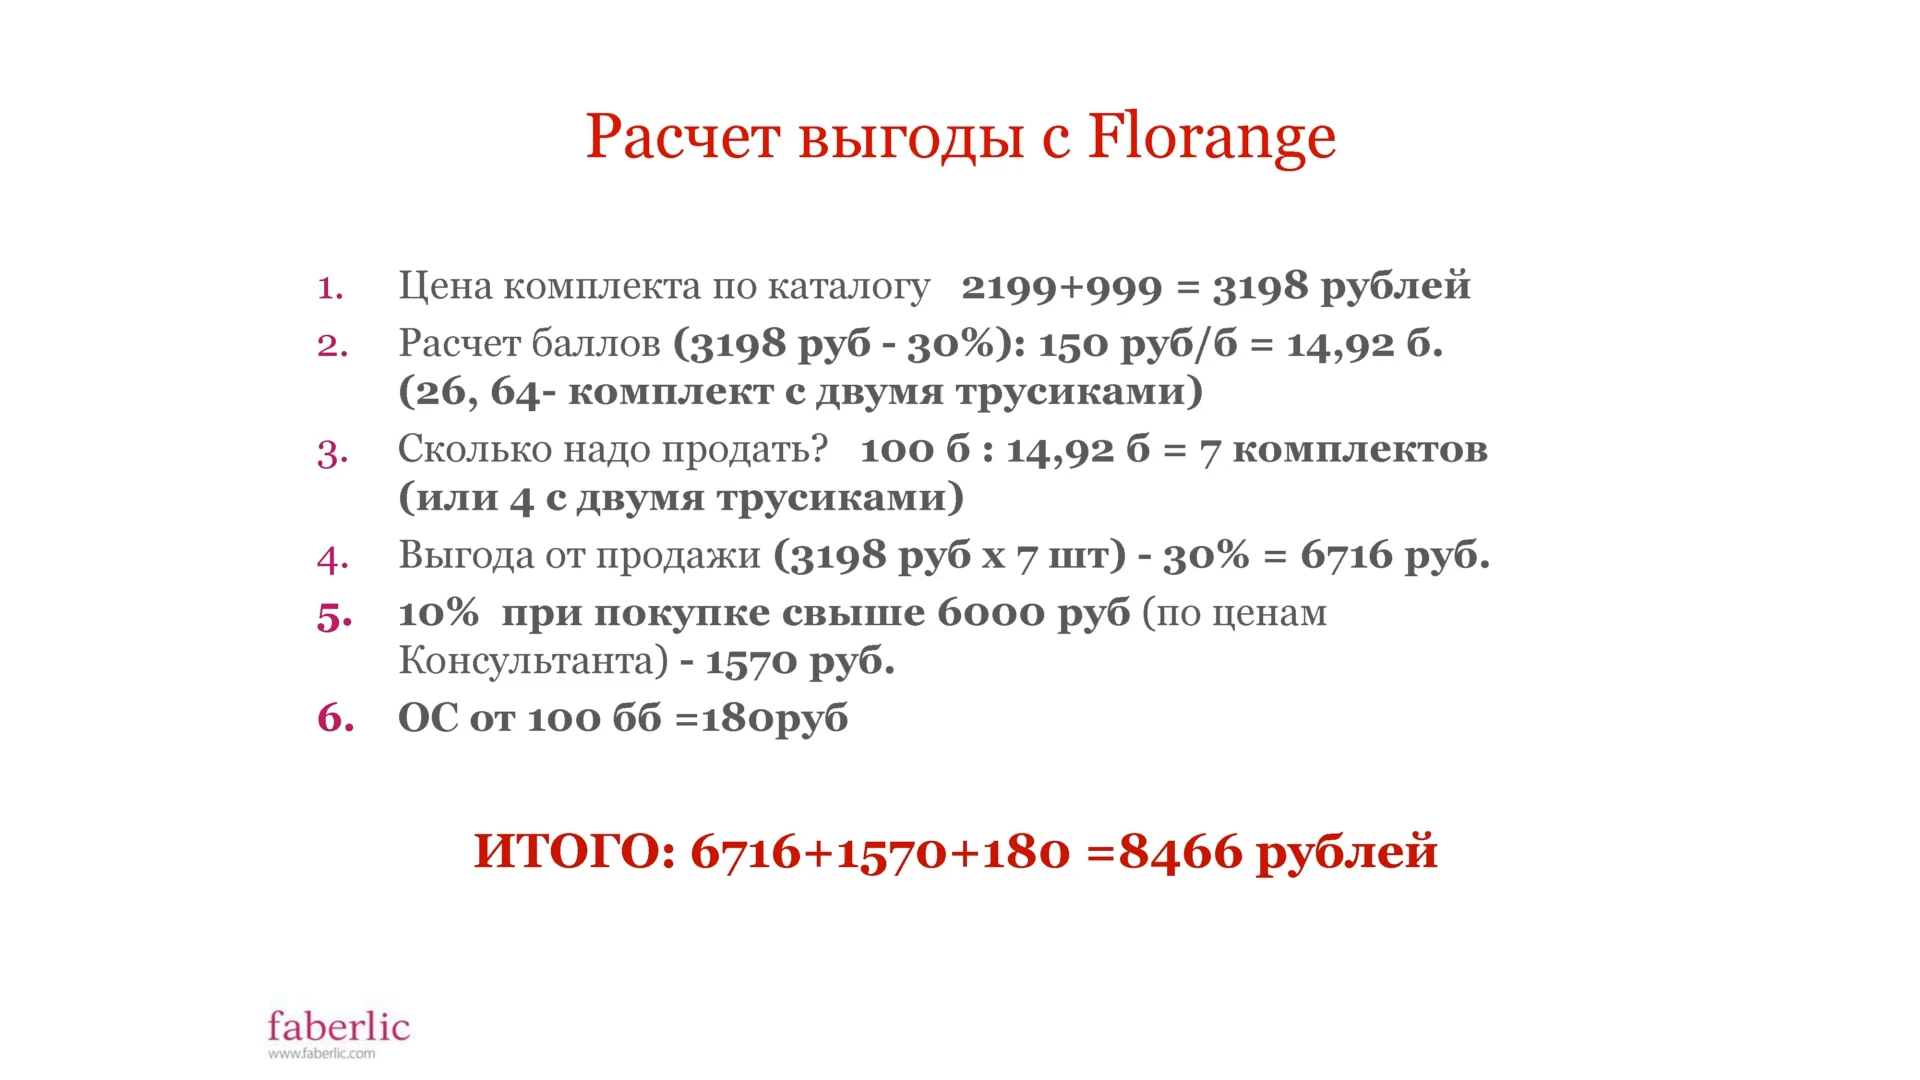 Расчет выгоды с Florange
1. Цена комплекта по каталогу 2199+999 = 3198 рублей
2. Расчет баллов (3198 руб - 30%): 150 руб/б = 14,92 б.
(26, 64- комплект с двумя трусиками)
3. Сколько надо продать? 100 б : 14,92 б = 7 комплектов
(или 4 с двумя трусиками)
4. Выгода от продажи (3198 руб х 7 шт) - 30% = 6716 руб.
5. 10% при покупке свыше 6000 руб (по ценам
Консультанта) - 1570 руб.
6. ОС от 100 бб =180руб
ИТОГО: 6716+1570+180 =8466 рублей
faberlic
www.faberlic.com